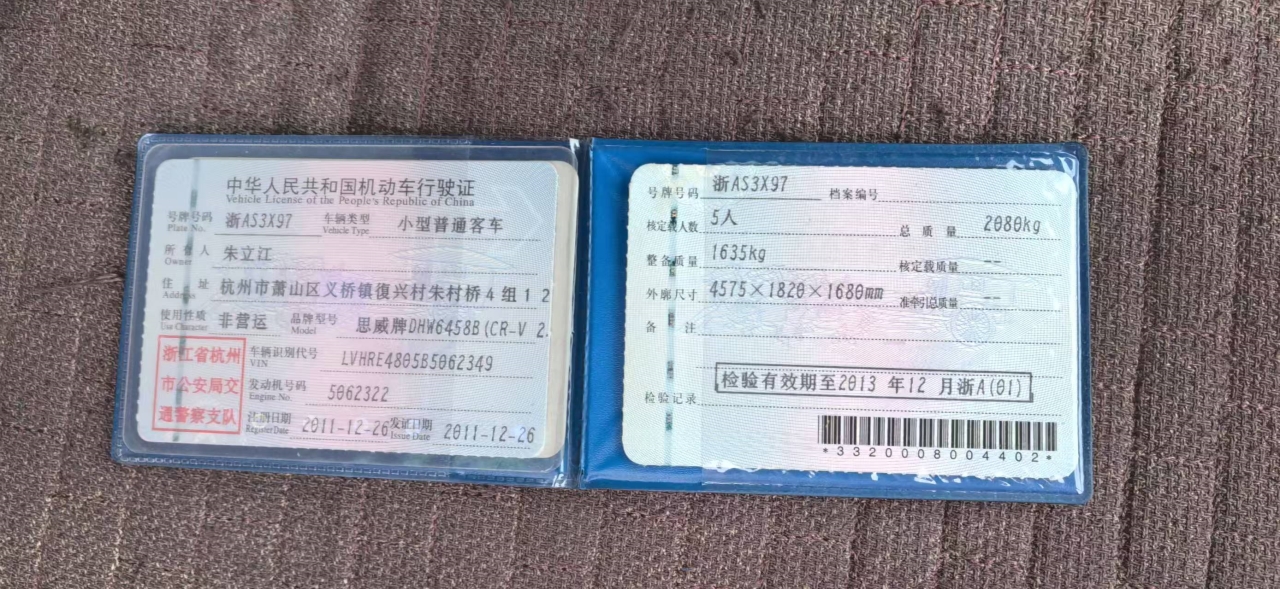 中华人民共和国机动车行驶证
Vehicle License of the People's Republic of China
号牌号码 浙AS3X97 车辆类型 小型普通客车
Plate No. Vehicle Type
所有人 朱立江
Owner
住址 杭州市萧山区义桥镇復兴村朱村桥4组12
Address
使用性质 非营运 品牌型号 思威牌DHW6458B(CR-V 2.
Use Character Model
浙江省杭州
市公安局交
通警察支队
车辆识别代号 LVHRE4805B5062349
VIN
发动机号码 5062322
Engine No.
注册日期 2011-12-26 发证日期 2011-12-26
Register Date Issue Date
号牌号码 浙AS3X97 档案编号
核定载人数 5人 总质量 2080kg
整备质量 1635kg 核定载质量 --
外廓尺寸 4575×1820×1680mm 准牵引总质量 --
备注
检验有效期至2013 年12 月浙A(01)
检验记录
*3320008004402*